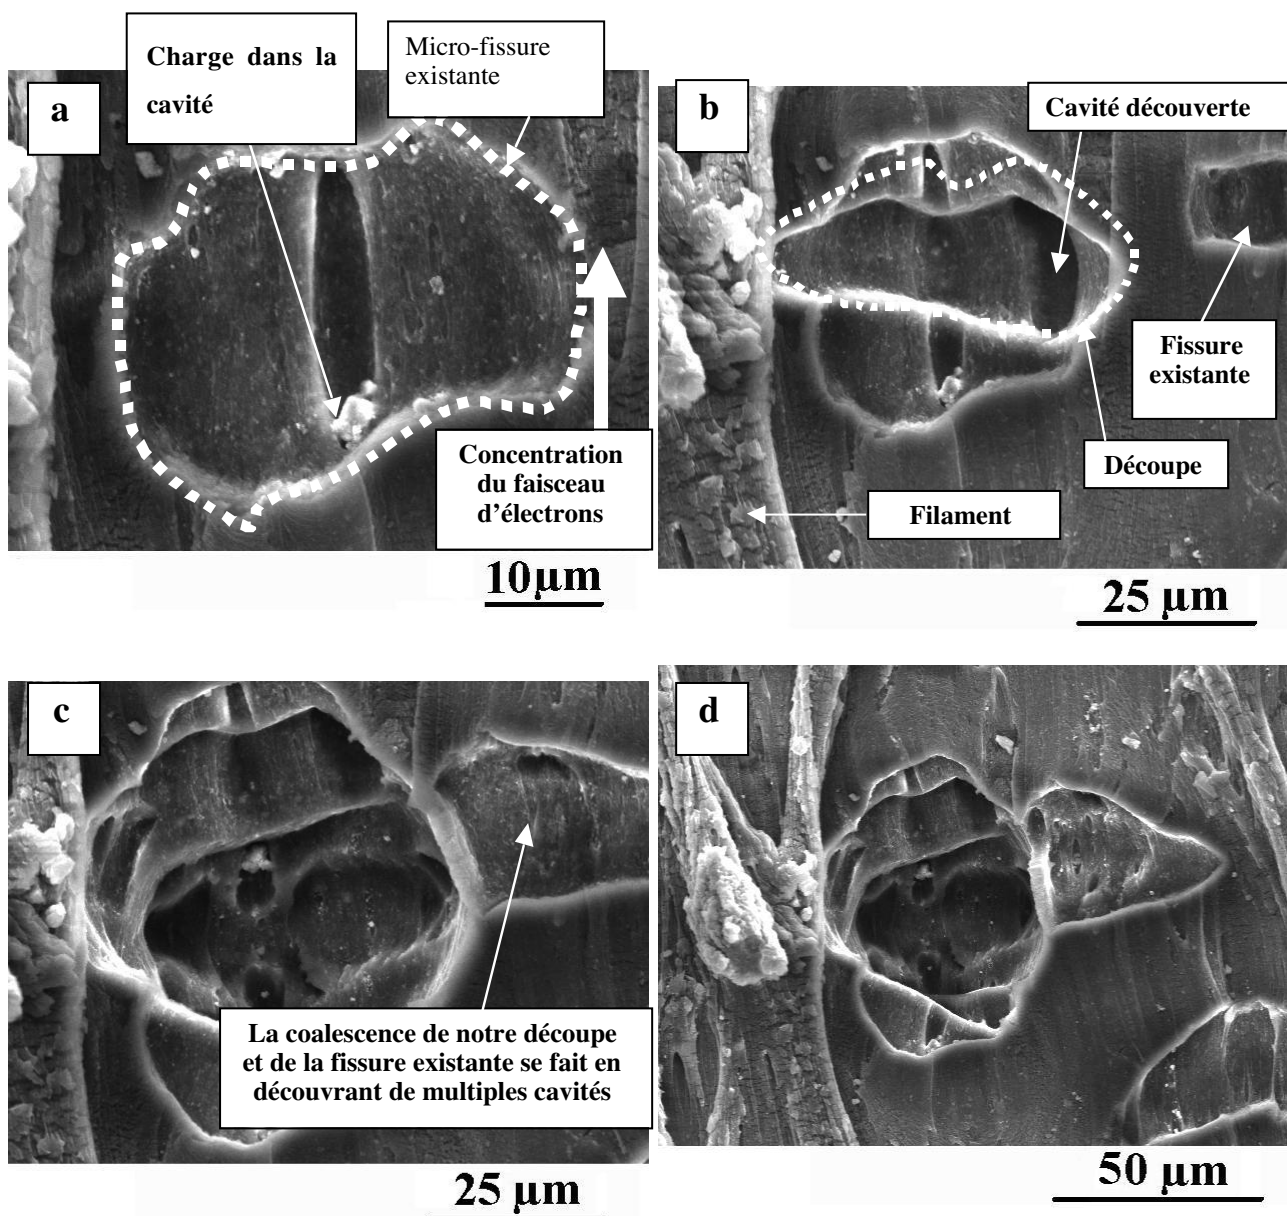 a
Charge dans la
cavité
Micro-fissure
existante
Concentration
du faisceau
d’électrons
10µm
b
Cavité découverte
Fissure
existante
Découpe
Filament
25 µm
c
La coalescence de notre découpe
et de la fissure existante se fait en
découvrant de multiples cavités
25 µm
d
50 µm